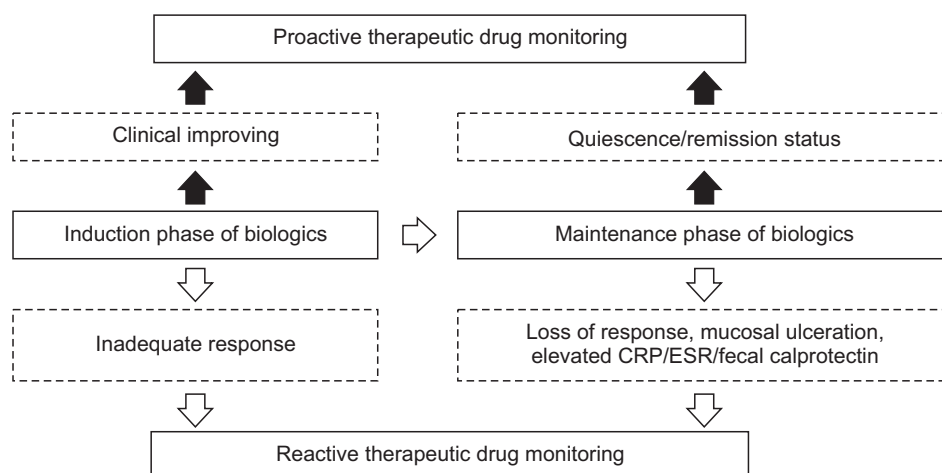 Proactive therapeutic drug monitoring
Clinical improving
Quiescence/remission status
Induction phase of biologics
Maintenance phase of biologics
Inadequate response
Loss of response, mucosal ulceration,
elevated CRP/ESR/fecal calprotectin
Reactive therapeutic drug monitoring